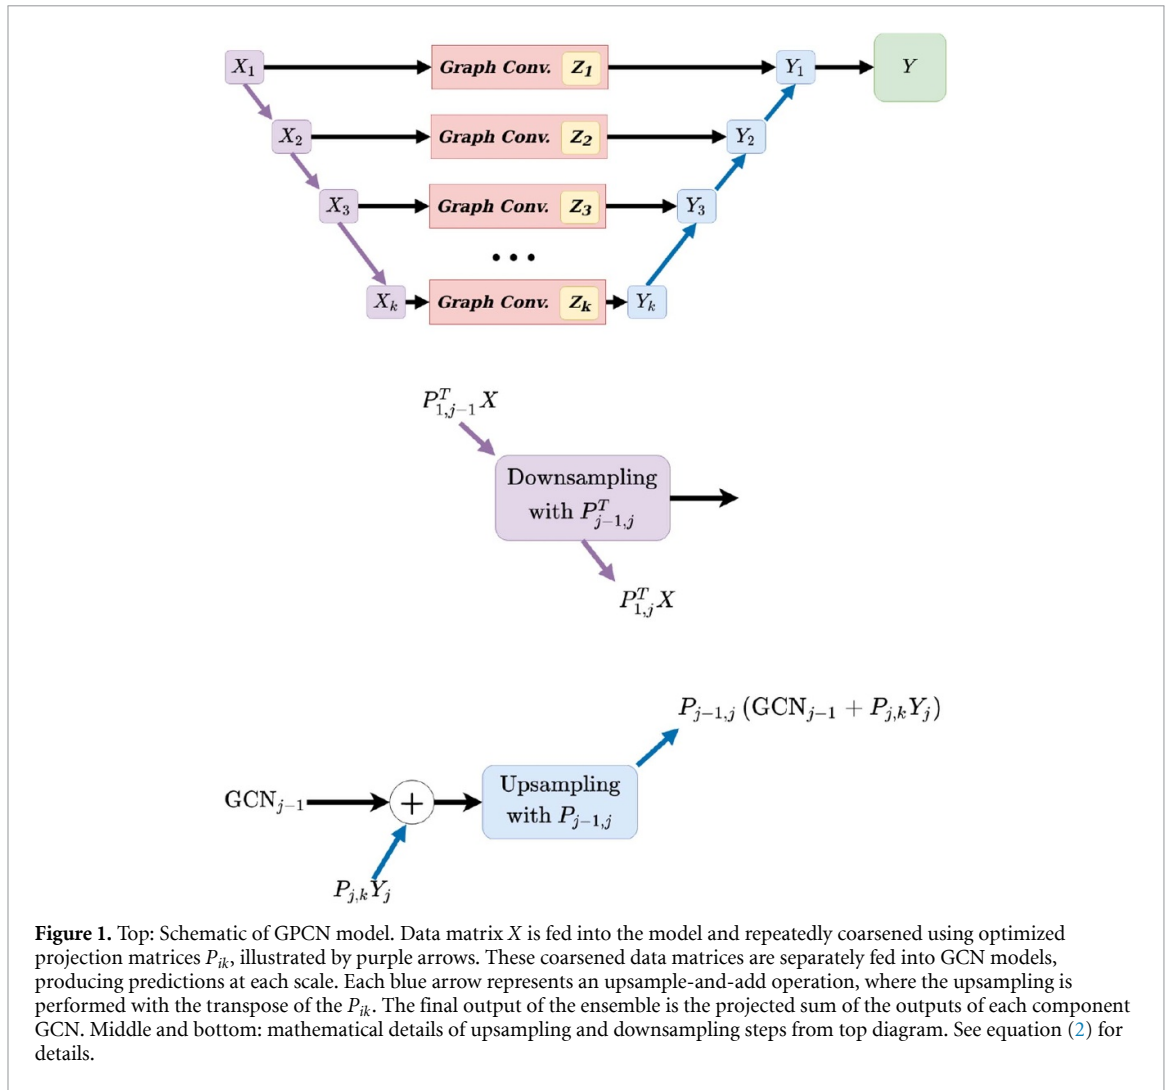 X₁ Graph Conv. Z₁ Y₁ Y
X₂ Graph Conv. Z₂ Y₂
X₃ Graph Conv. Z₃ Y₃
• • •
Xₖ Graph Conv. Zₖ Yₖ
P^T_{1,j−1} X
Downsampling
with P^T_{j−1,j}
P^T_{1,j} X
P_{j−1,j} (GCN_{j−1} + P_{j,k} Y_j)
GCN_{j−1} + Upsampling
with P_{j−1,j}
P_{j,k} Y_j
Figure 1. Top: Schematic of GPCN model. Data matrix X is fed into the model and repeatedly coarsened using optimized
projection matrices P_{ik}, illustrated by purple arrows. These coarsened data matrices are separately fed into GCN models,
producing predictions at each scale. Each blue arrow represents an upsample-and-add operation, where the upsampling is
performed with the transpose of the P_{ik}. The final output of the ensemble is the projected sum of the outputs of each component
GCN. Middle and bottom: mathematical details of upsampling and downsampling steps from top diagram. See equation (2) for
details.